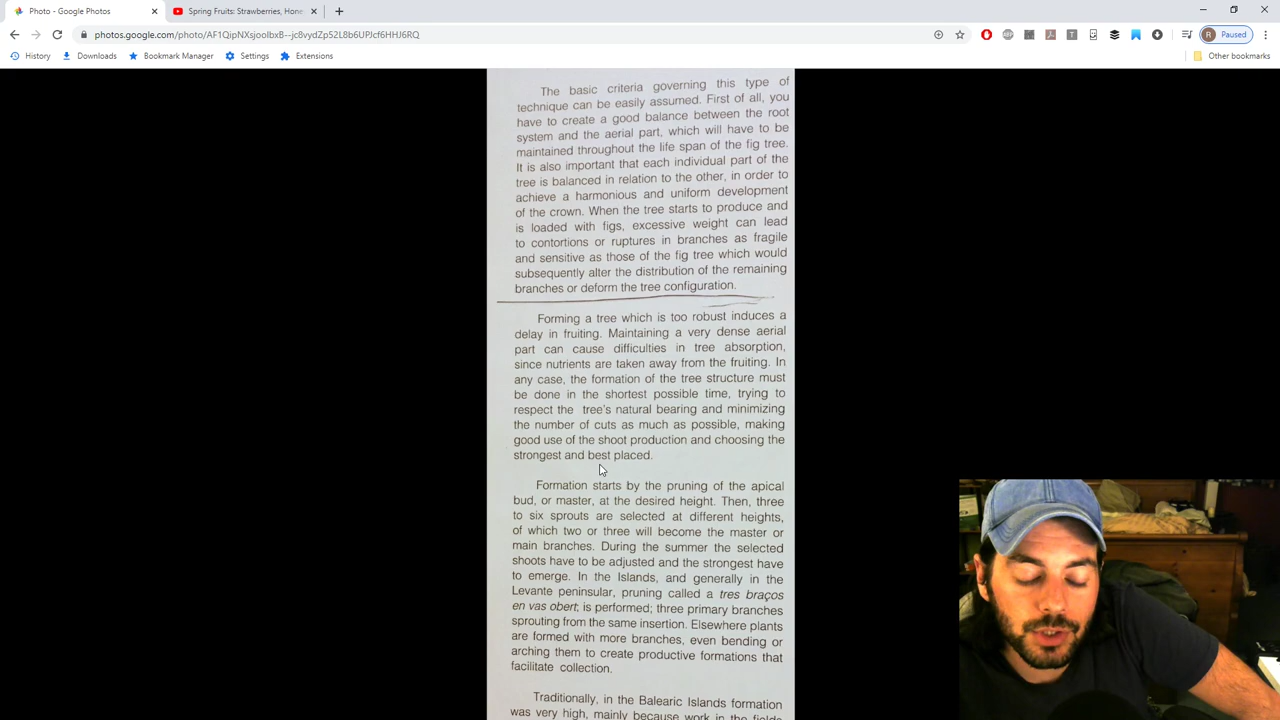 Photo - Google Photos
Spring Fruits: Strawberries, Hone
photos.google.com/photo/AF1QipNXsjoolbxB--jc8vydZp52L8b6UPJcf6HHJ6RQ
Paused
History
Downloads
Bookmark Manager
Settings
Extensions
Other bookmarks
The basic criteria governing this type of
technique can be easily assumed. First of all, you
have to create a good balance between the root
system and the aerial part, which will have to be
maintained throughout the life span of the fig tree.
It is also important that each individual part of the
tree is balanced in relation to the other, in order to
achieve a harmonious and uniform development
of the crown. When the tree starts to produce and
is loaded with figs, excessive weight can lead
to contortions or ruptures in branches as fragile
and sensitive as those of the fig tree which would
subsequently alter the distribution of the remaining
branches or deform the tree configuration.
Forming a tree which is too robust induces a
delay in fruiting. Maintaining a very dense aerial
part can cause difficulties in tree absorption,
since nutrients are taken away from the fruiting. In
any case, the formation of the tree structure must
be done in the shortest possible time, trying to
respect the tree's natural bearing and minimizing
the number of cuts as much as possible, making
good use of the shoot production and choosing the
strongest and best placed.
Formation starts by the pruning of the apical
bud, or master, at the desired height. Then, three
to six sprouts are selected at different heights,
of which two or three will become the master or
main branches. During the summer the selected
shoots have to be adjusted and the strongest have
to emerge. In the Islands, and generally in the
Levante peninsular, pruning called a tres braços
en vas obert; is performed; three primary branches
sprouting from the same insertion. Elsewhere plants
are formed with more branches, even bending or
arching them to create productive formations that
facilitate collection.
Traditionally, in the Balearic Islands formation
was very high, mainly because work in the fields